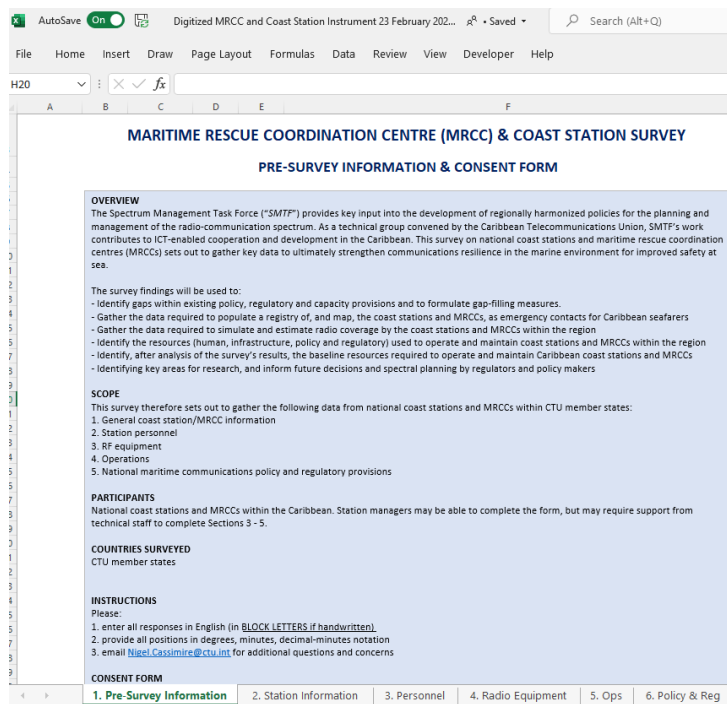 AutoSave On Digitized MRCC and Coast Station Instrument 23 February 202... • Saved Search (Alt+Q)
File Home Insert Draw Page Layout Formulas Data Review View Developer Help
H20 fx
A B C D E F
MARITIME RESCUE COORDINATION CENTRE (MRCC) & COAST STATION SURVEY
PRE-SURVEY INFORMATION & CONSENT FORM
OVERVIEW
The Spectrum Management Task Force ("SMTF") provides key input into the development of regionally harmonized policies for the planning and
management of the radio-communication spectrum. As a technical group convened by the Caribbean Telecommunications Union, SMTF's work
contributes to ICT-enabled cooperation and development in the Caribbean. This survey on national coast stations and maritime rescue coordination
centres (MRCCs) sets out to gather key data to ultimately strengthen communications resilience in the marine environment for improved safety at
sea.
The survey findings will be used to:
- Identify gaps within existing policy, regulatory and capacity provisions and to formulate gap-filling measures.
- Gather the data required to populate a registry of, and map, the coast stations and MRCCs, as emergency contacts for Caribbean seafarers
- Gather the data required to simulate and estimate radio coverage by the coast stations and MRCCs within the region
- Identify the resources (human, infrastructure, policy and regulatory) used to operate and maintain coast stations and MRCCs within the region
- Identify, after analysis of the survey's results, the baseline resources required to operate and maintain Caribbean coast stations and MRCCs
- Identifying key areas for research, and inform future decisions and spectral planning by regulators and policy makers
SCOPE
This survey therefore sets out to gather the following data from national coast stations and MRCCs within CTU member states:
1. General coast station/MRCC information
2. Station personnel
3. RF equipment
4. Operations
5. National maritime communications policy and regulatory provisions
PARTICIPANTS
National coast stations and MRCCs within the Caribbean. Station managers may be able to complete the form, but may require support from
technical staff to complete Sections 3 - 5.
COUNTRIES SURVEYED
CTU member states
INSTRUCTIONS
Please:
1. enter all responses in English (in BLOCK LETTERS if handwritten)
2. provide all positions in degrees, minutes, decimal-minutes notation
3. email Nigel.Cassimire@ctu.int for additional questions and concerns
CONSENT FORM
1. Pre-Survey Information 2. Station Information 3. Personnel 4. Radio Equipment 5. Ops 6. Policy & Reg